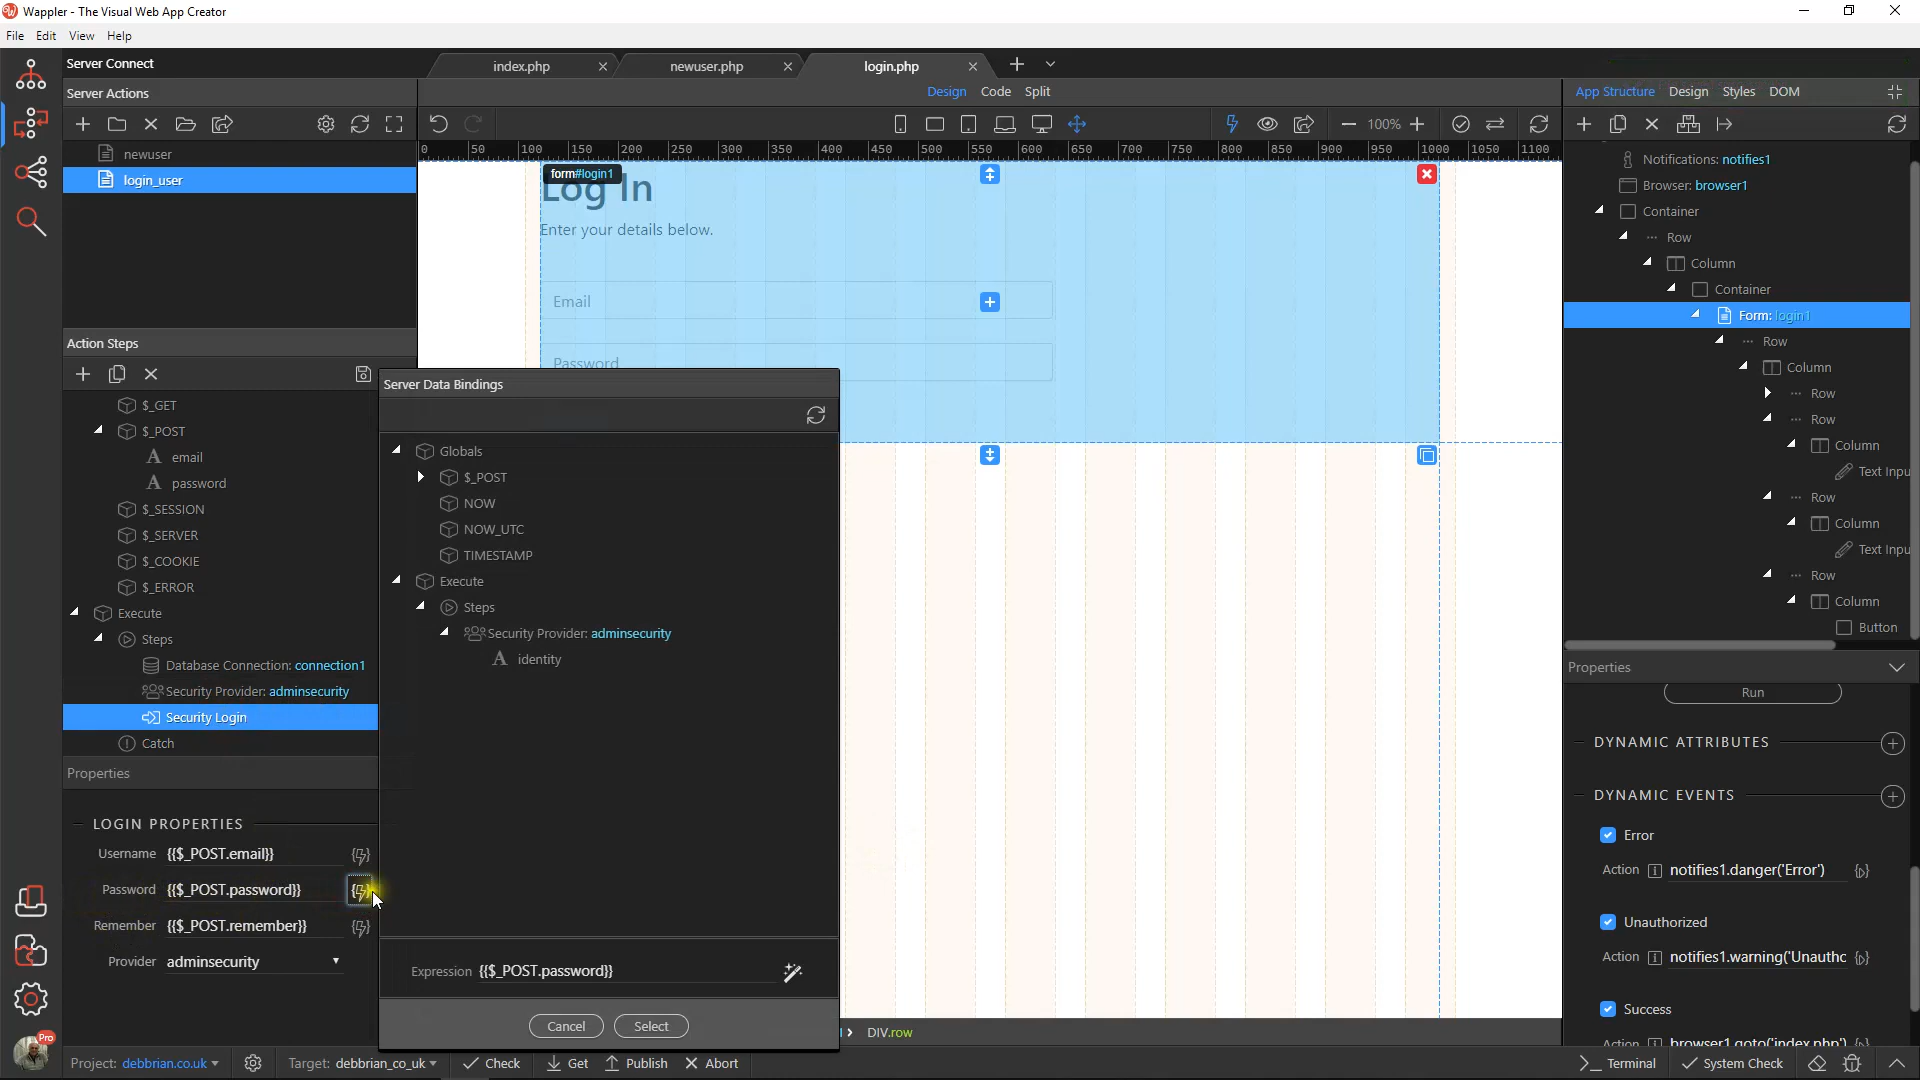 Wappler - The Visual Web App Creator
File Edit View Help
Server Connect
Server Actions
newuser
login_user
Action Steps
$_GET
$_POST
email
password
$_SESSION
$_SERVER
$_COOKIE
$_ERROR
Execute
Steps
Database Connection: connection1
Security Provider: adminsecurity
Security Login
Catch
Properties
LOGIN PROPERTIES
Username {{$_POST.email}}
Password {{$_POST.password}}
Remember {{$_POST.remember}}
Provider adminsecurity
index.php
newuser.php
login.php
Design Code Split
100%
0 50 100 150 200 250 300 350 400 450 500 550 600 650 700 750 800 850 900 950 1000 1050 1100
form#login1
Log In
Enter your details below.
Email
Password
Server Data Bindings
Globals
$_POST
NOW
NOW_UTC
TIMESTAMP
Execute
Steps
Security Provider: adminsecurity
identity
Expression {{$_POST.password}}
Cancel Select
DIV.row
App Structure Design Styles DOM
Notifications: notifies1
Browser: browser1
Container
Row
Column
Container
Form: login1
Row
Column
Row
Row
Column
Text Inpu
Row
Column
Text Inpu
Row
Column
Button
Properties
Run
DYNAMIC ATTRIBUTES
DYNAMIC EVENTS
Error
Action notifies1.danger('Error')
Unauthorized
Action notifies1.warning('Unauthc
Success
Action browser1.goto('index.php')
Pro
Project: debbrian.co.uk Target: debbrian_co_uk Check Get Publish Abort Terminal System Check